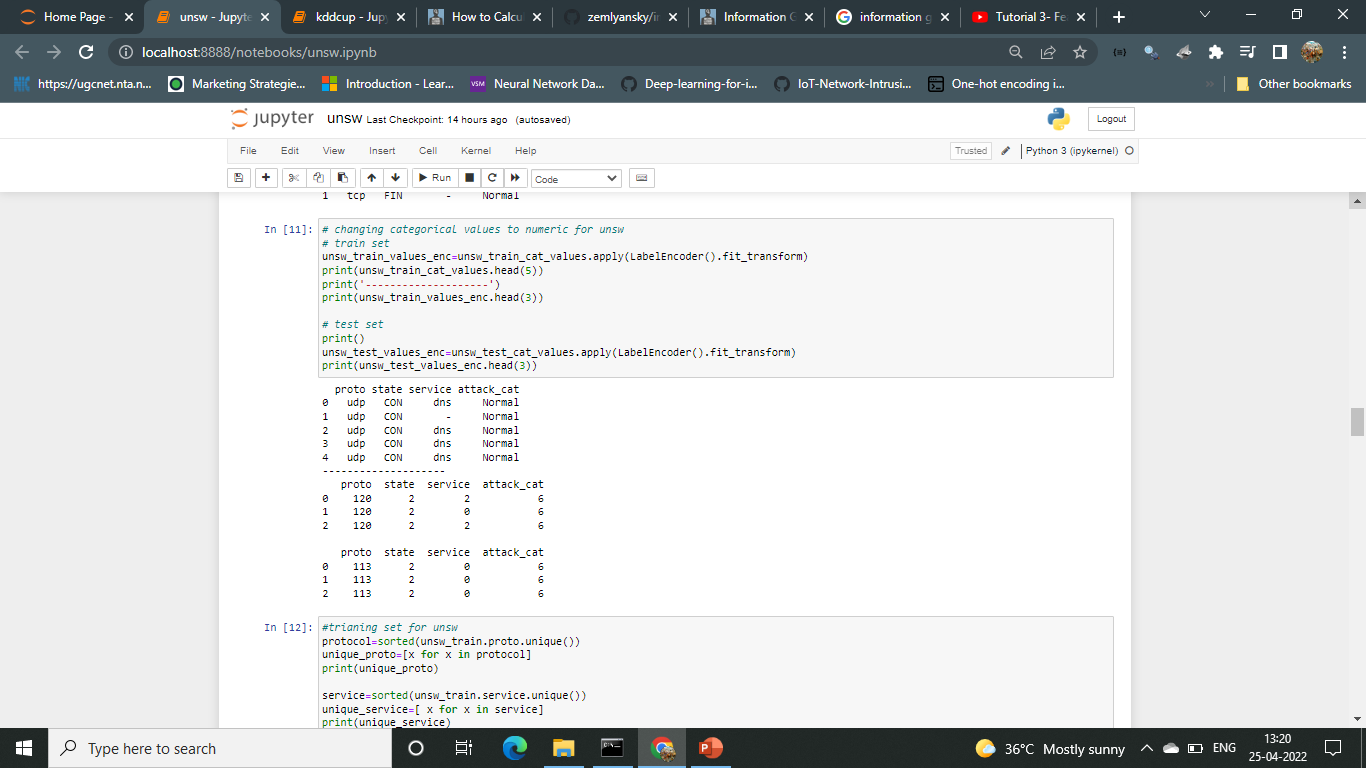 Home Page -
unsw - Jupyte
kddcup - Jup
How to Calcu
zemlyansky/i
Information G
information g
Tutorial 3- Fe
localhost:8888/notebooks/unsw.ipynb
https://ugcnet.nta.n...
Marketing Strategie...
Introduction - Lear...
VSM
Neural Network Da...
Deep-learning-for-i...
IoT-Network-Intrusi...
One-hot encoding i...
»
Other bookmarks
jupyter unsw Last Checkpoint: 14 hours ago (autosaved)
Logout
File Edit View Insert Cell Kernel Help
Trusted
Python 3 (ipykernel)
Run
Code
1 tcp FIN - Normal
In [11]:
# changing categorical values to numeric for unsw
# train set
unsw_train_values_enc=unsw_train_cat_values.apply(LabelEncoder().fit_transform)
print(unsw_train_cat_values.head(5))
print('--------------------')
print(unsw_train_values_enc.head(3))
# test set
print()
unsw_test_values_enc=unsw_test_cat_values.apply(LabelEncoder().fit_transform)
print(unsw_test_values_enc.head(3))
proto state service attack_cat
0 udp CON dns Normal
1 udp CON - Normal
2 udp CON dns Normal
3 udp CON dns Normal
4 udp CON dns Normal
--------------------
proto state service attack_cat
0 120 2 2 6
1 120 2 0 6
2 120 2 2 6
proto state service attack_cat
0 113 2 0 6
1 113 2 0 6
2 113 2 0 6
In [12]:
#trianing set for unsw
protocol=sorted(unsw_train.proto.unique())
unique_proto=[x for x in protocol]
print(unique_proto)
service=sorted(unsw_train.service.unique())
unique_service=[ x for x in service]
print(unique_service)
Type here to search
36°C Mostly sunny
ENG
13:20
25-04-2022